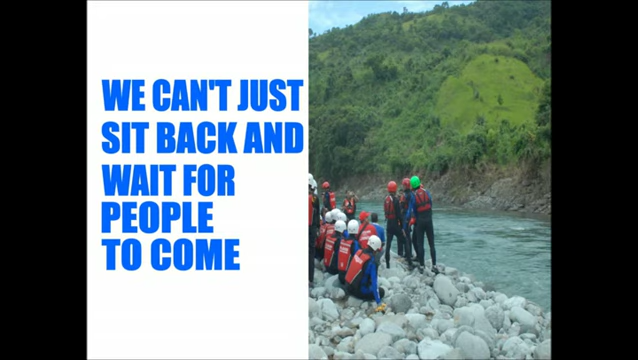 WE CAN'T JUST
SIT BACK AND
WAIT FOR
PEOPLE
TO COME